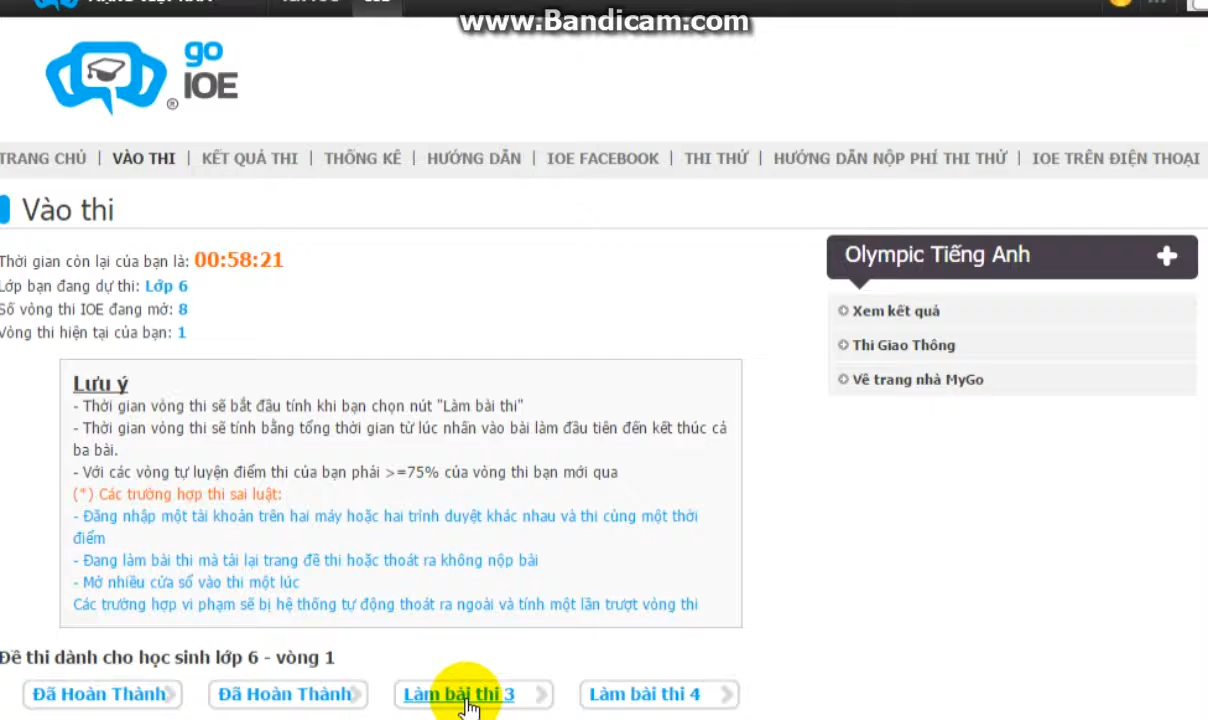 www.Bandicam.com
go
IOE
®
TRANG CHỦ | VÀO THI | KẾT QUẢ THI | THỐNG KÊ | HƯỚNG DẪN | IOE FACEBOOK | THI THỬ | HƯỚNG DẪN NỘP PHÍ THI THỬ | IOE TRÊN ĐIỆN THOẠI
Vào thi
Thời gian còn lại của bạn là: 00:58:21
Lớp bạn đang dự thi: Lớp 6
Số vòng thi IOE đang mở: 8
Vòng thi hiện tại của bạn: 1
Olympic Tiếng Anh
Xem kết quả
Thi Giao Thông
Về trang nhà MyGo
Lưu ý
- Thời gian vòng thi sẽ bắt đầu tính khi bạn chọn nút "Làm bài thi"
- Thời gian vòng thi sẽ tính bằng tổng thời gian từ lúc nhấn vào bài làm đầu tiên đến kết thúc cả
ba bài.
- Với các vòng tự luyện điểm thi của bạn phải >=75% của vòng thi bạn mới qua
(*) Các trường hợp thi sai luật:
- Đăng nhập một tài khoản trên hai máy hoặc hai trình duyệt khác nhau và thi cùng một thời
điểm
- Đang làm bài thi mà tải lại trang đề thi hoặc thoát ra không nộp bài
- Mở nhiều cửa sổ vào thi một lúc
Các trường hợp vi phạm sẽ bị hệ thống tự động thoát ra ngoài và tính một lần trượt vòng thi
Đề thi dành cho học sinh lớp 6 - vòng 1
Đã Hoàn Thành Đã Hoàn Thành Làm bài thi 3 Làm bài thi 4